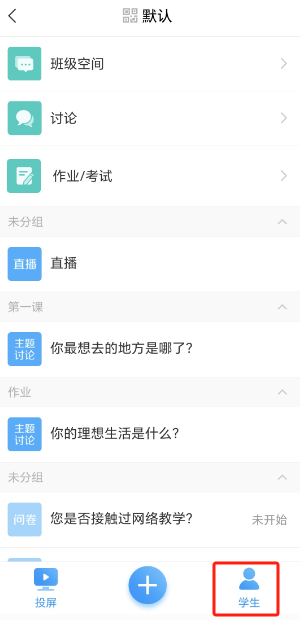 默认
班级空间
讨论
作业/考试
未分组
直播
直播
第一课
主题
讨论
你最想去的地方是哪了？
作业
主题
讨论
你的理想生活是什么？
未分组
问卷
您是否接触过网络教学？
未开始
投屏
学生